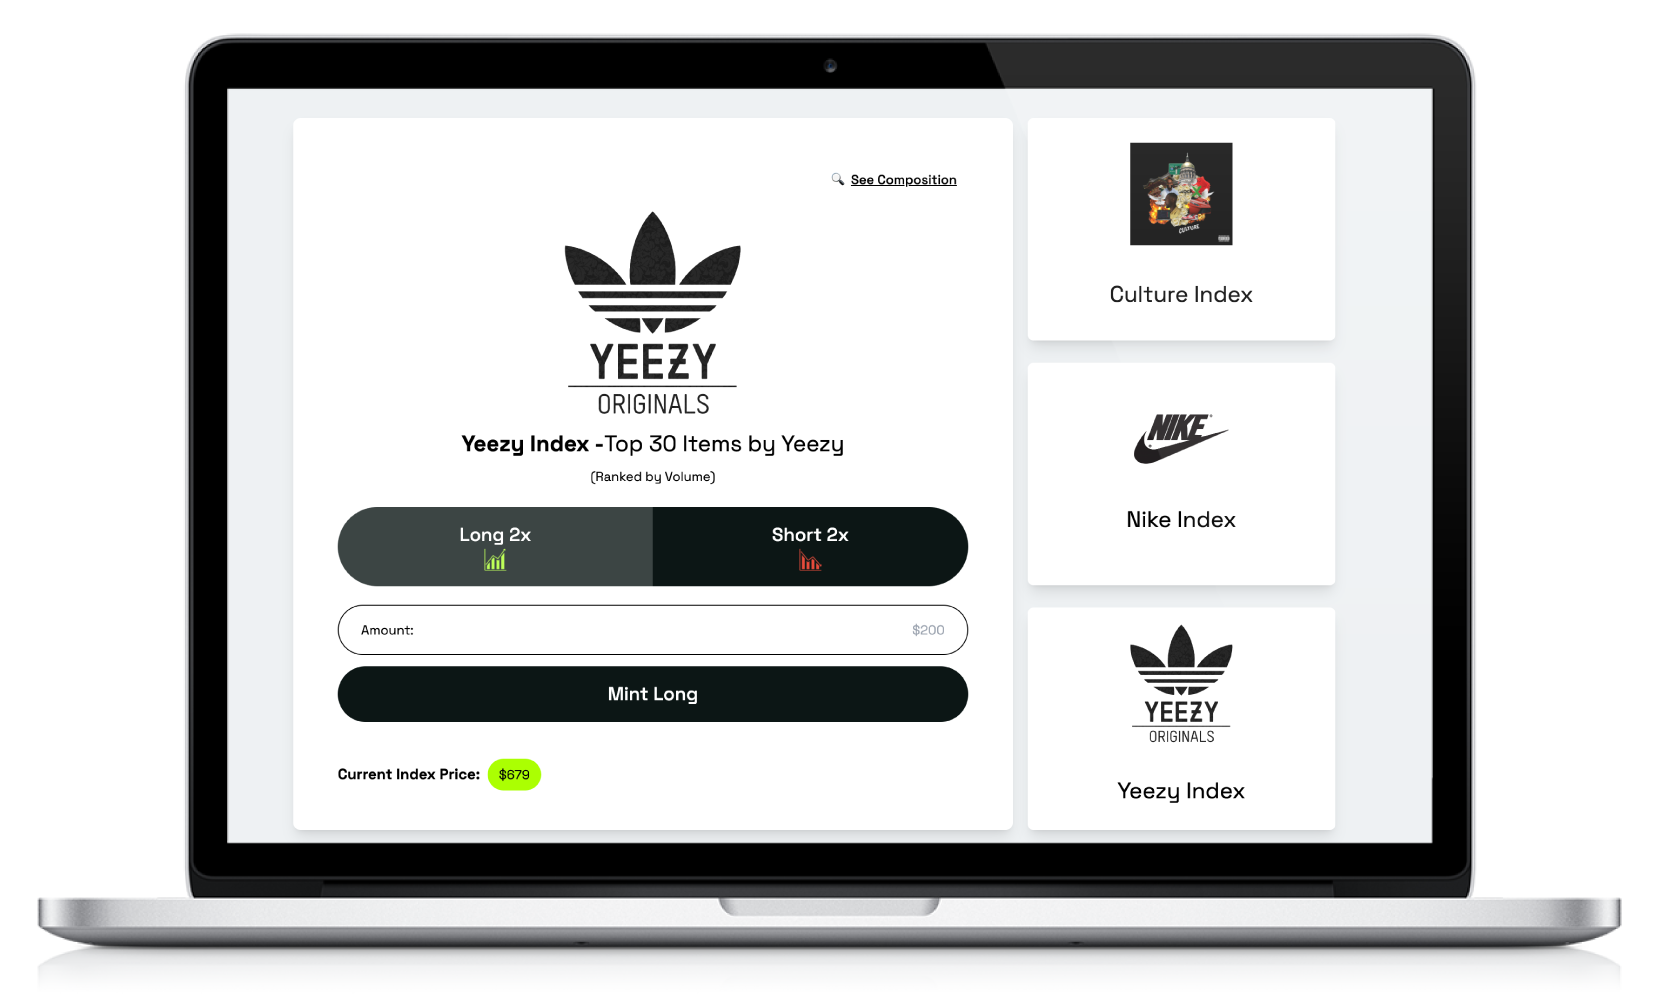 See Composition
YEEZY
ORIGINALS
Yeezy Index -Top 30 Items by Yeezy
(Ranked by Volume)
Long 2x
Short 2x
Amount:
$200
Mint Long
Current Index Price:
$679
CULTURE
Culture Index
NIKE
Nike Index
YEEZY
ORIGINALS
Yeezy Index